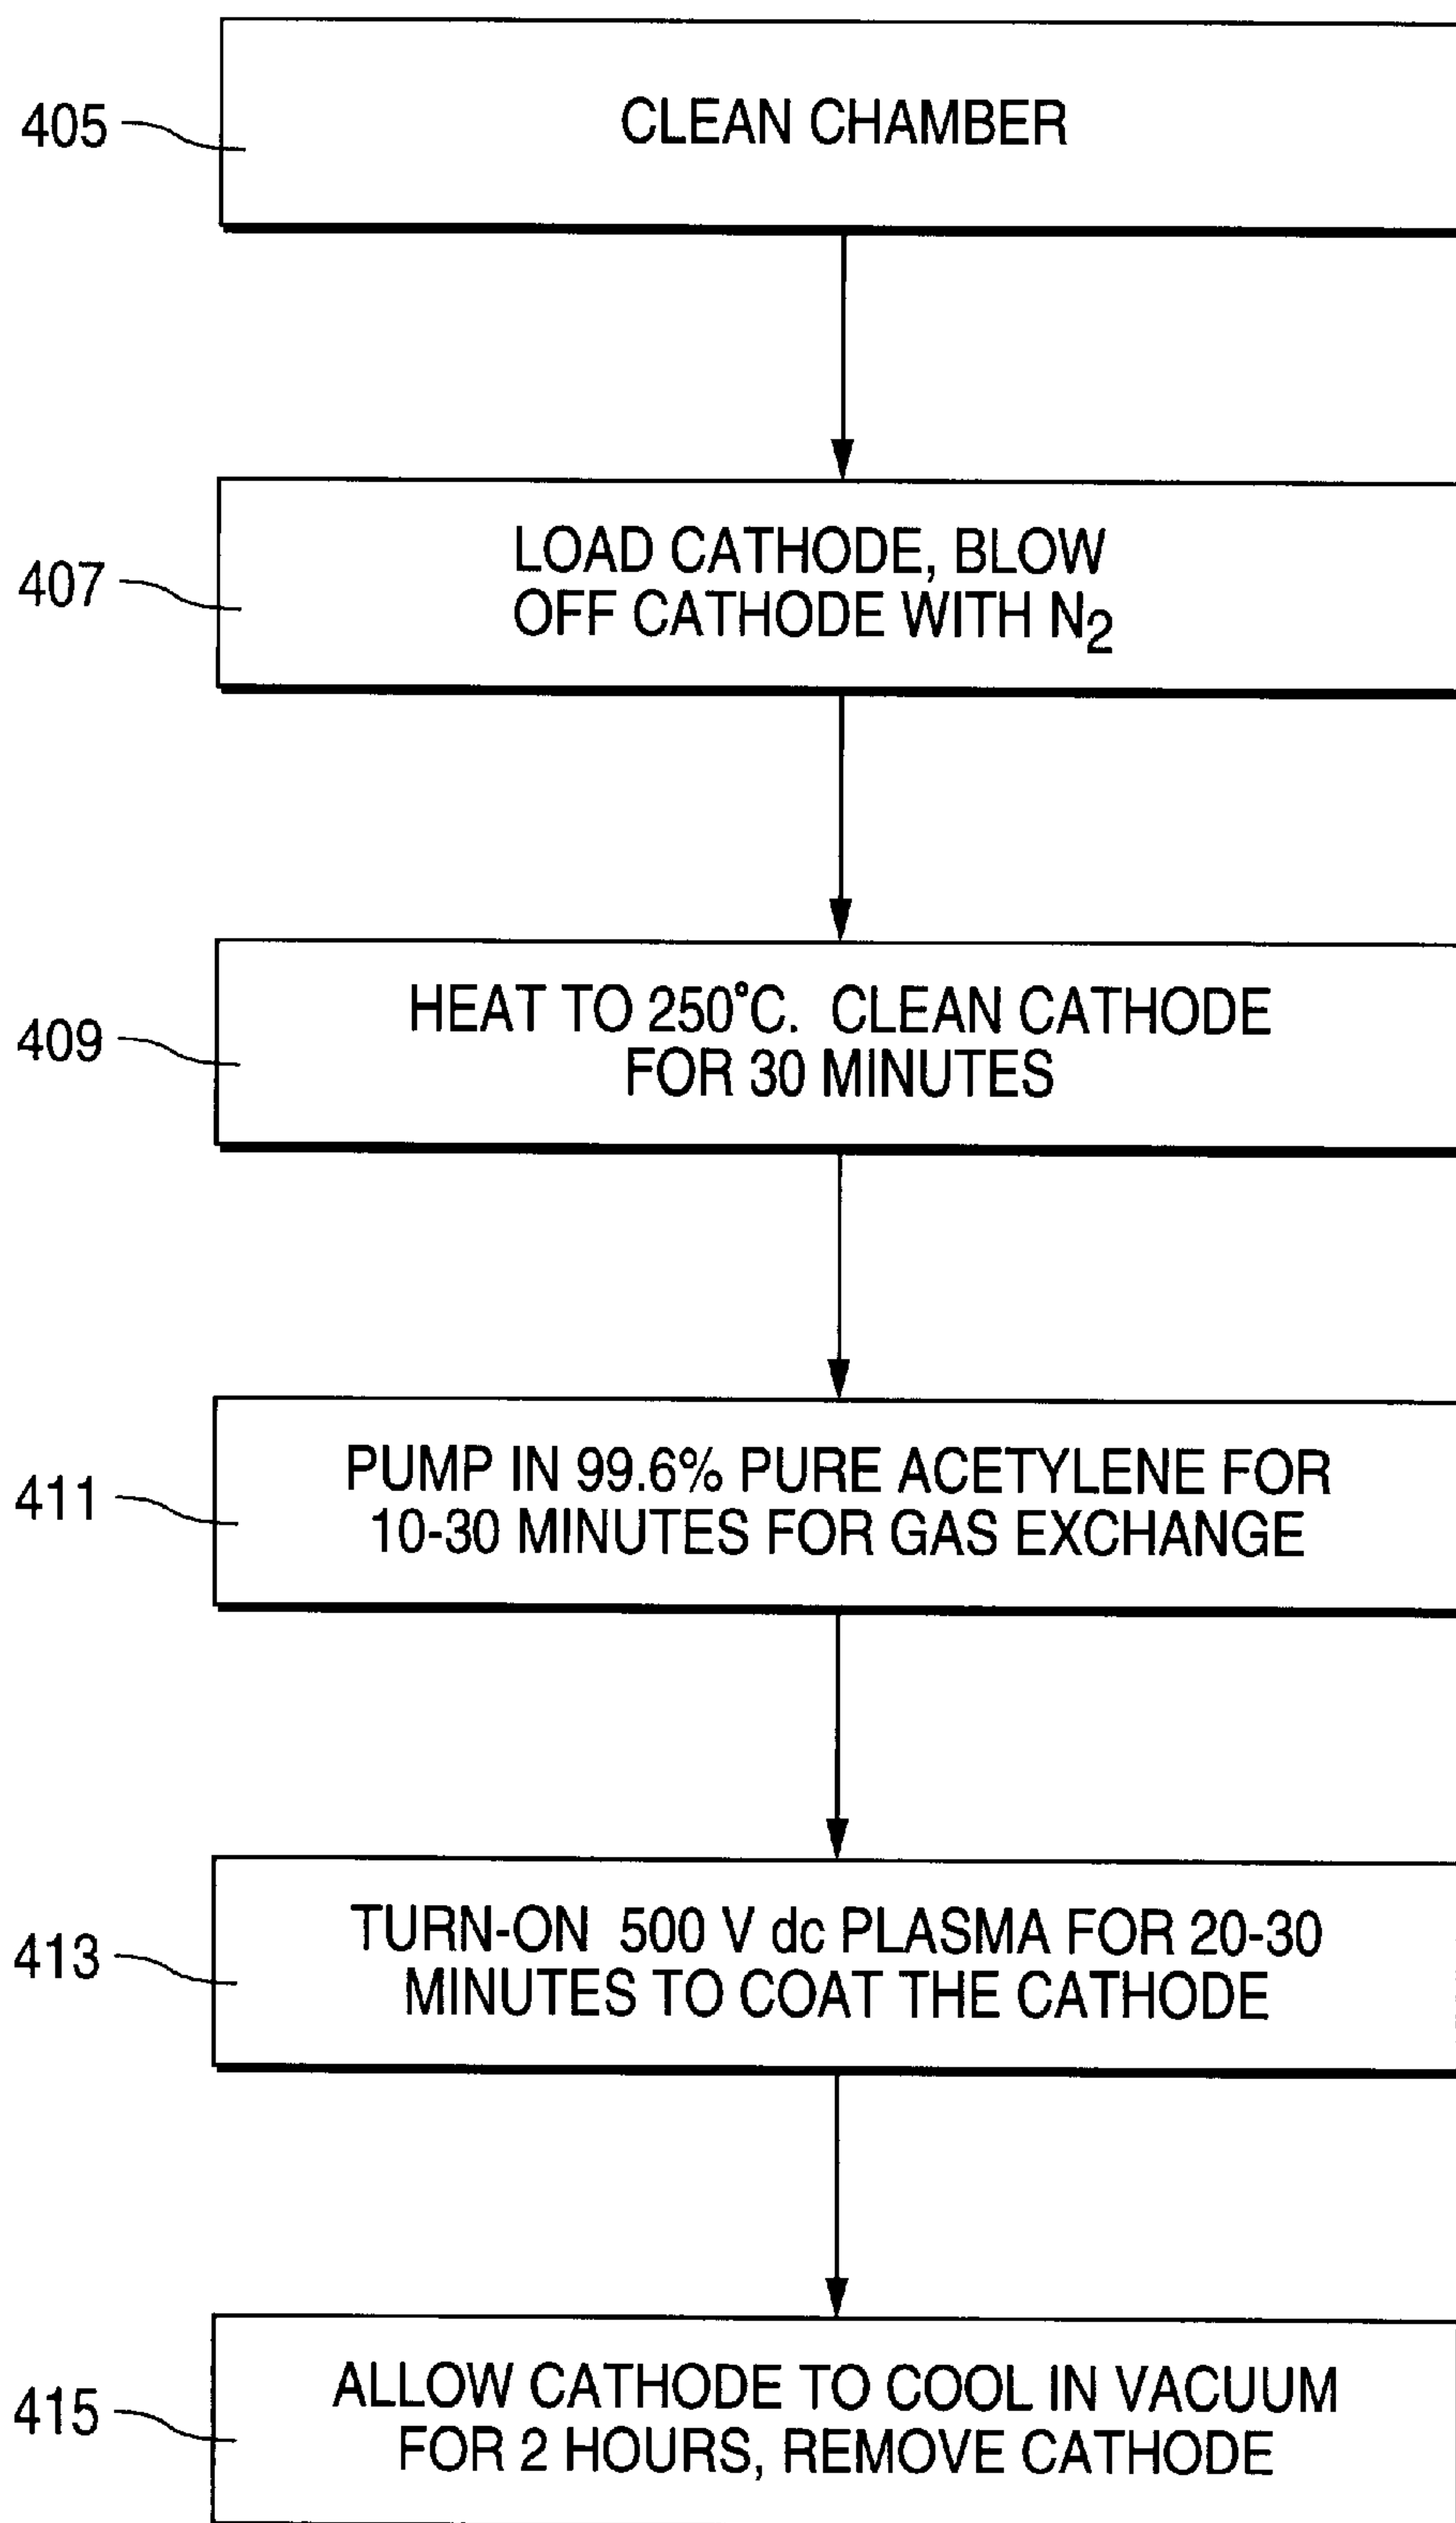 405
CLEAN CHAMBER
407
LOAD CATHODE, BLOW
OFF CATHODE WITH N2
409
HEAT TO 250°C. CLEAN CATHODE
FOR 30 MINUTES
411
PUMP IN 99.6% PURE ACETYLENE FOR
10-30 MINUTES FOR GAS EXCHANGE
413
TURN-ON 500 V dc PLASMA FOR 20-30
MINUTES TO COAT THE CATHODE
415
ALLOW CATHODE TO COOL IN VACUUM
FOR 2 HOURS, REMOVE CATHODE